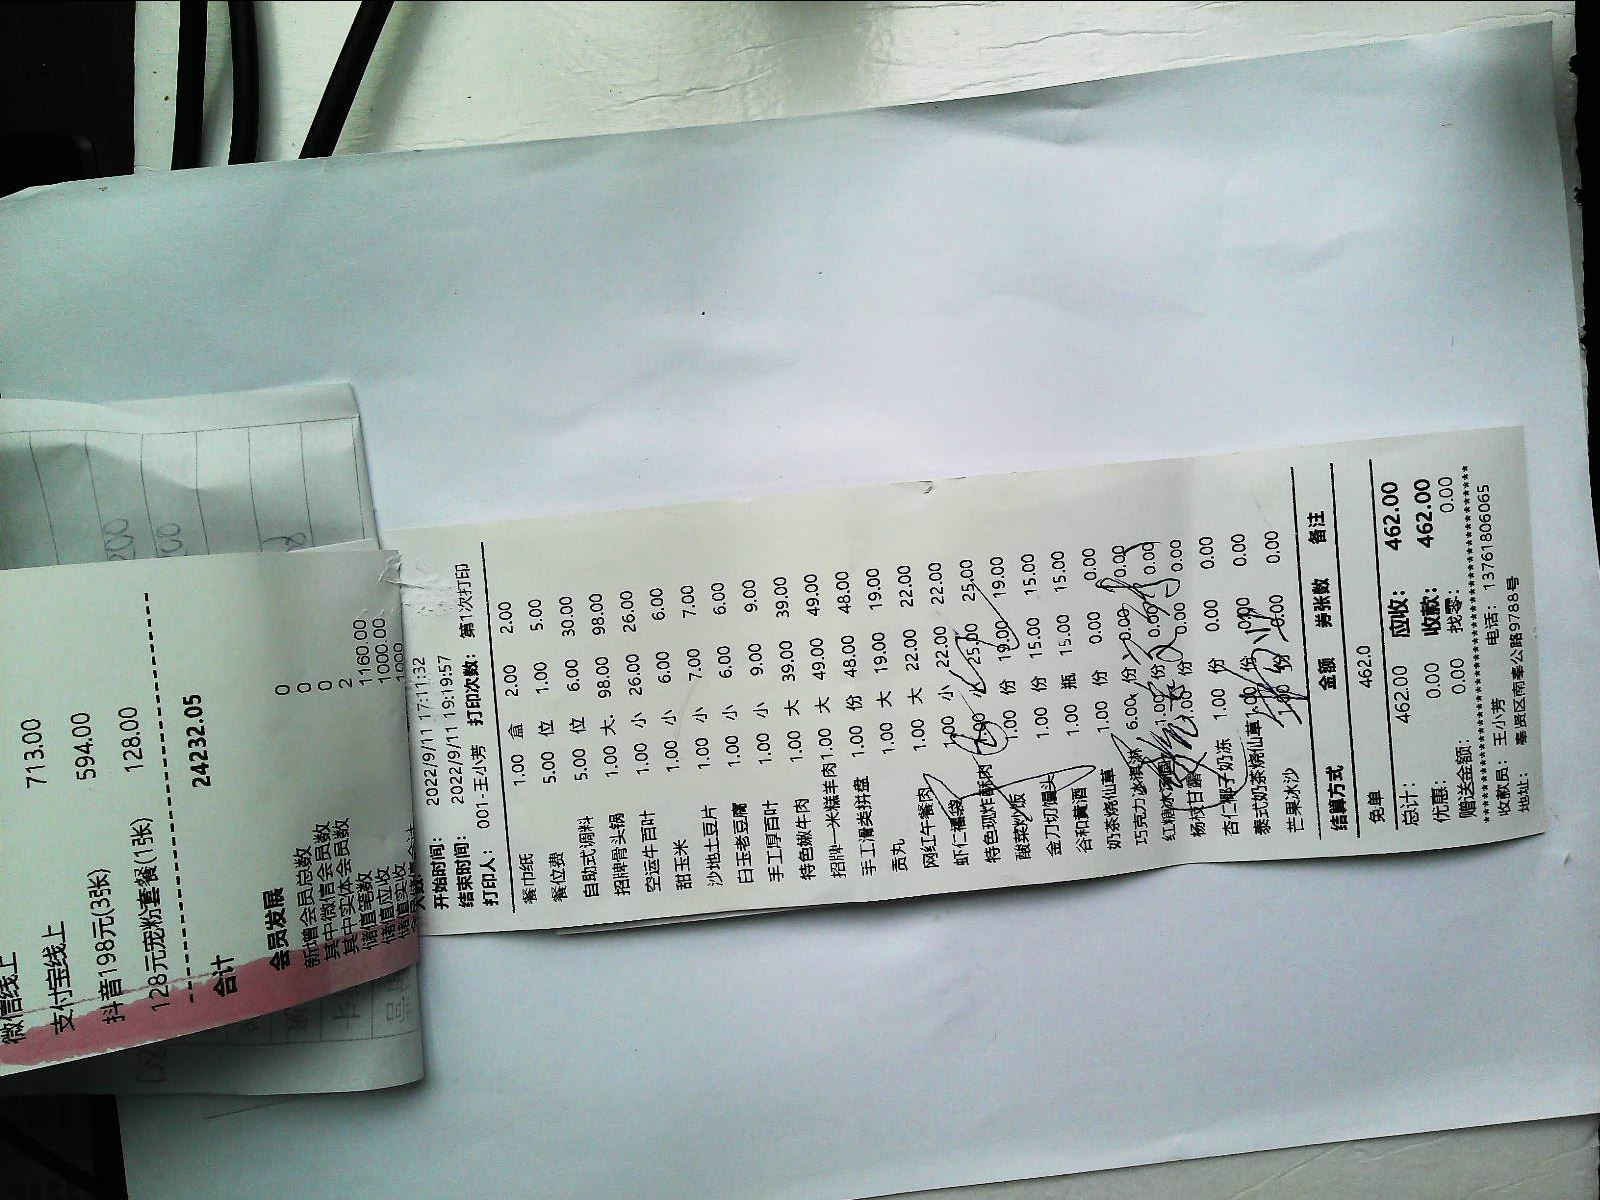 微信线上 713.00
支付宝线上 594.00
抖音198元(3张) 128.00
128元宠粉套餐(1张)
合计 24232.05
会员发展
新增会员总数 0
其中微信会员数 0
其中实体会员数 0
储值笔数 2
储值应收 1160.00
储值实收 1000.00
开始时间： 2022/9/11 17:11:32
结束时间： 2022/9/11 19:19:57
打印人： 001-王小芳 打印次数： 第1次打印
餐巾纸 1.00 盒 2.00 2.00
餐位费 5.00 位 1.00 5.00
自助式调料 5.00 位 6.00 30.00
招牌骨头锅 1.00 大 98.00 98.00
空运牛百叶 1.00 小 26.00 26.00
甜玉米 1.00 小 6.00 6.00
沙地土豆片 1.00 小 7.00 7.00
白玉老豆腐 1.00 小 6.00 6.00
手工厚百叶 1.00 小 9.00 9.00
特色嫩牛肉 1.00 大 39.00 39.00
招牌一米糕羊肉 1.00 大 49.00 49.00
手工滑类拼盘 1.00 份 48.00 48.00
贡丸 1.00 大 19.00 19.00
网红午餐肉 1.00 大 22.00 22.00
虾仁福袋 1.00 小 22.00 22.00
特色现炸酥肉 小 25.00 25.00
酸菜炒饭 1.00 份 19.00 19.00
金刀切馒头 1.00 份 15.00 15.00
谷和黄酒 1.00 瓶 15.00 15.00
奶茶烧仙草 1.00 份 0.00 0.00
巧克力冰淇淋 6.00 份 0.00 0.00
红糖冰汤圆 1.00 份 0.00 0.00
杨枝甘露 1.00 份 0.00 0.00
杏仁椰子奶冻 1.00 份 0.00 0.00
泰式奶茶烧仙草 1.00 份 0.00 0.00
芒果冰沙 1.00 份 0.00 0.00
结算方式 金额 券张数 备注
免单 462.0
总计： 462.00 应收： 462.00
优惠： 0.00 收款： 462.00
赠送金额： 0.00 找零： 0.00
收款员： 王小芳 电话： 13761806065
地址： 奉贤区南奉公路9788号